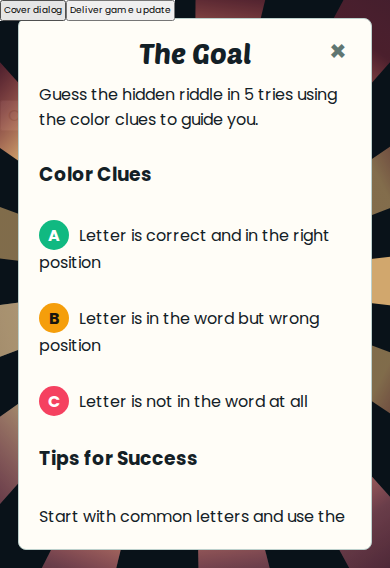 Cover dialog Deliver game update
The Goal ✖
Guess the hidden riddle in 5 tries using
the color clues to guide you.
Color Clues
A Letter is correct and in the right
position
B Letter is in the word but wrong
position
C Letter is not in the word at all
Tips for Success
Start with common letters and use the